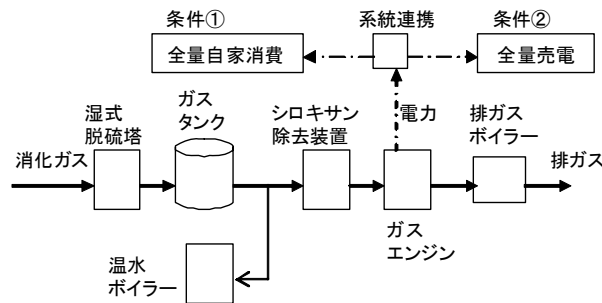 条件①
系統連携
条件②
全量自家消費
全量売電
湿式
脱硫塔
ガス
タンク
シロキサン
除去装置
電力
排ガス
ボイラー
消化ガス
排ガス
ガス
エンジン
温水
ボイラー